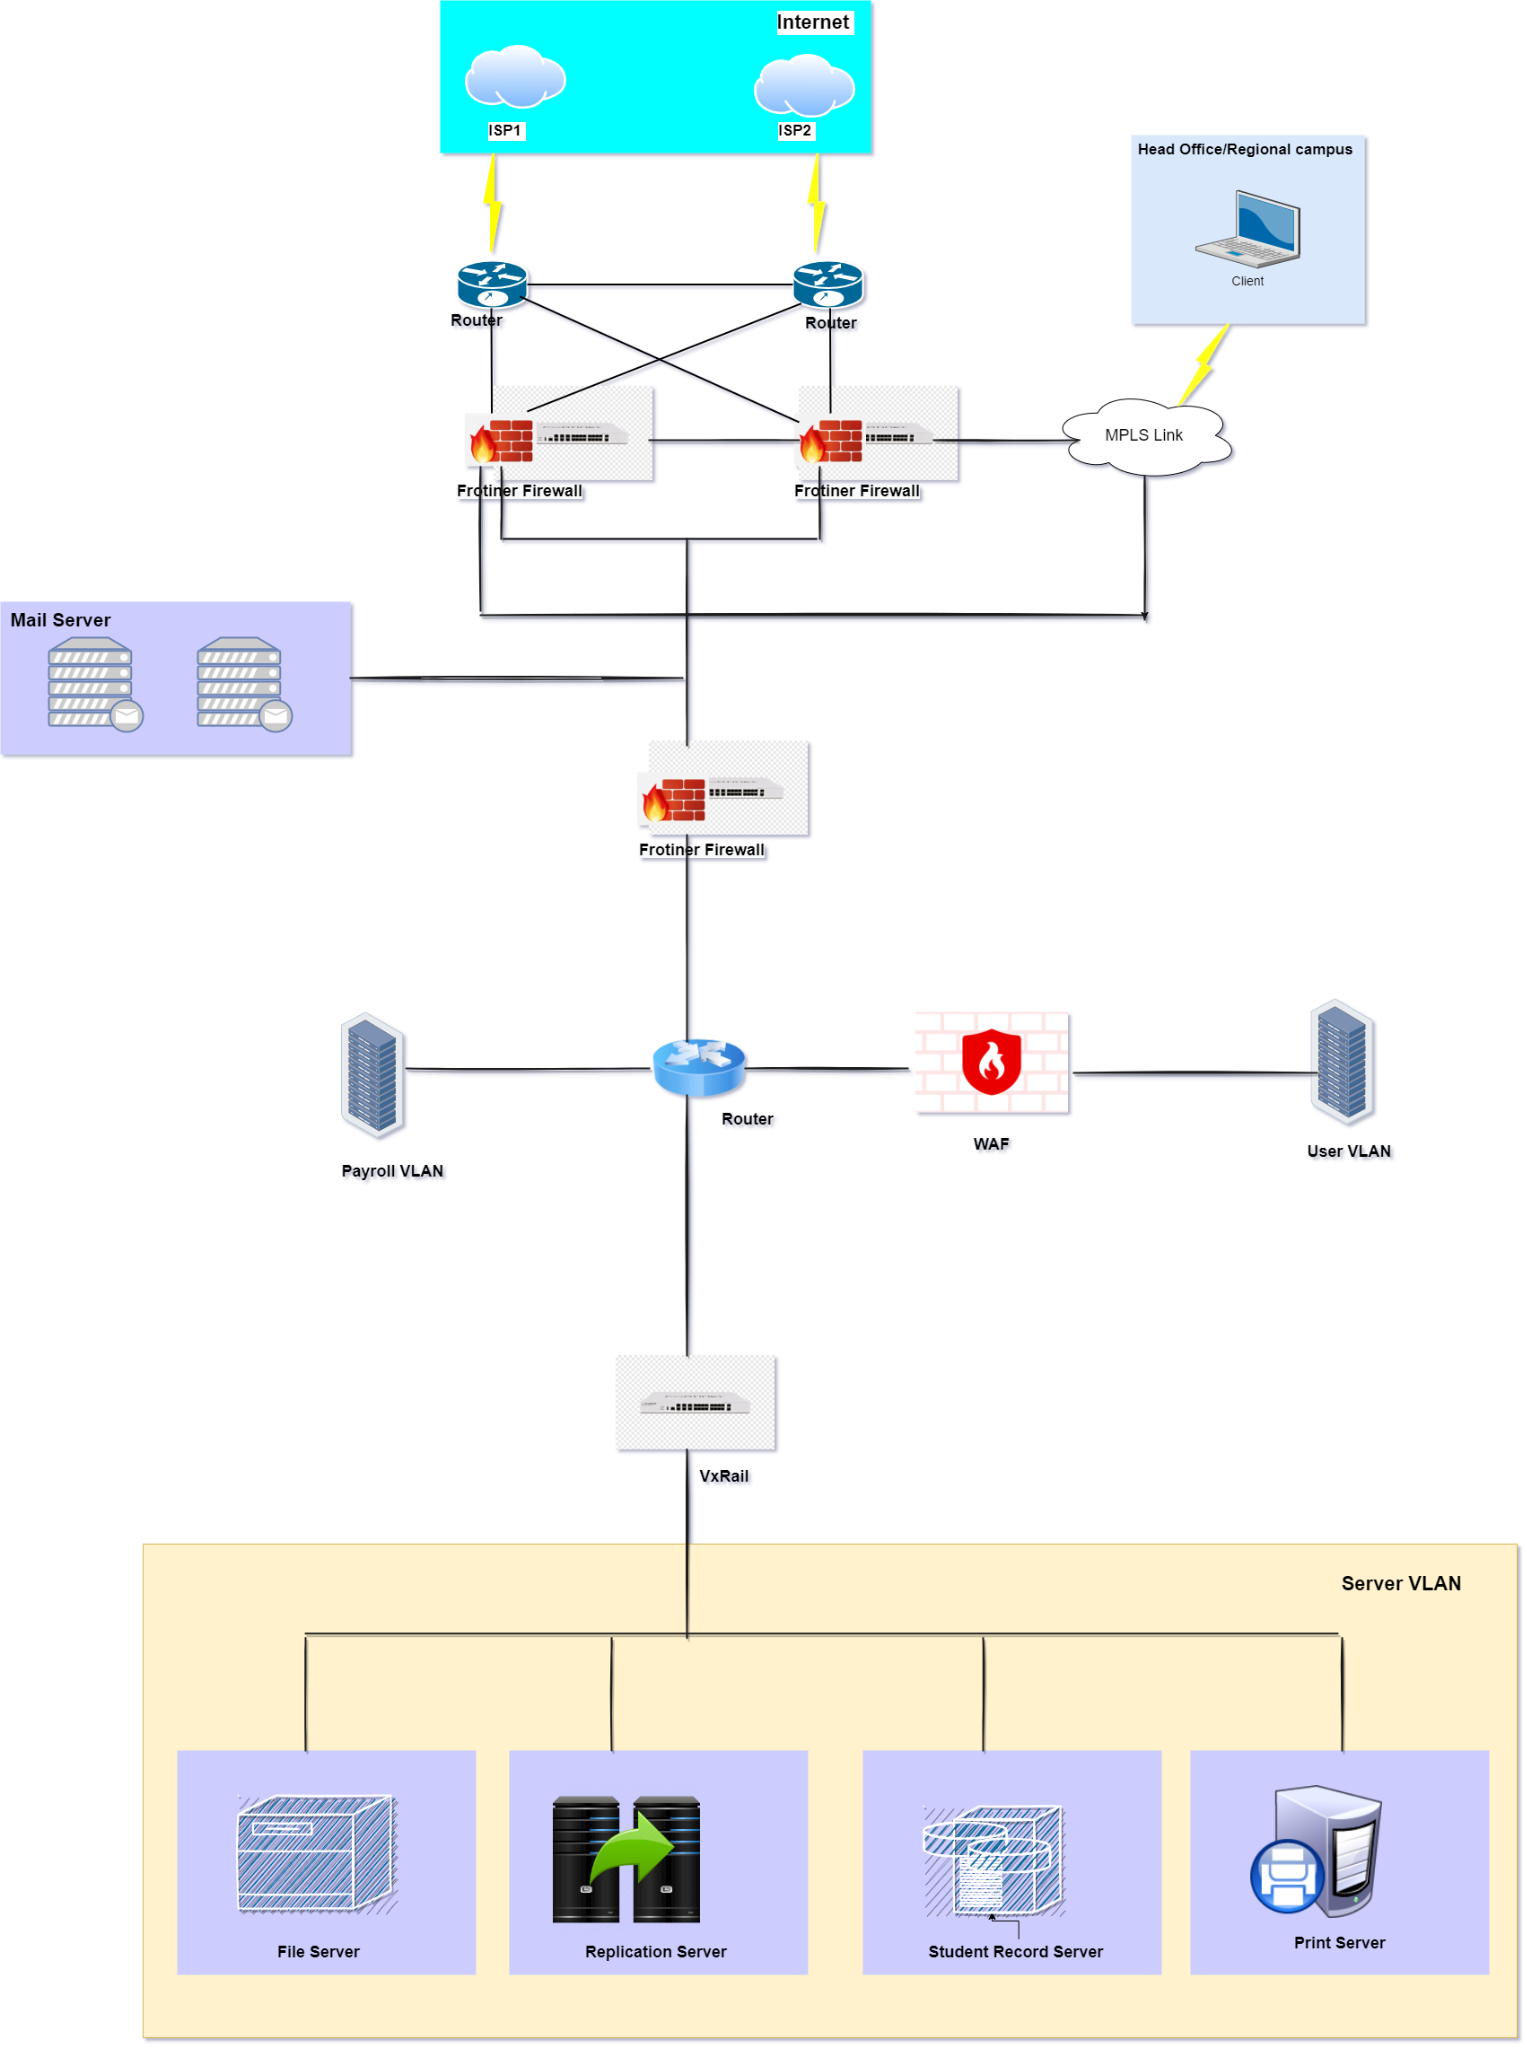 Internet
ISP1
ISP2
Head Office/Regional campus
Client
Router
Router
MPLS Link
Frotiner Firewall
Frotiner Firewall
Mail Server
Frotiner Firewall
Router
WAF
User VLAN
Payroll VLAN
VxRail
Server VLAN
File Server
Replication Server
Student Record Server
Print Server